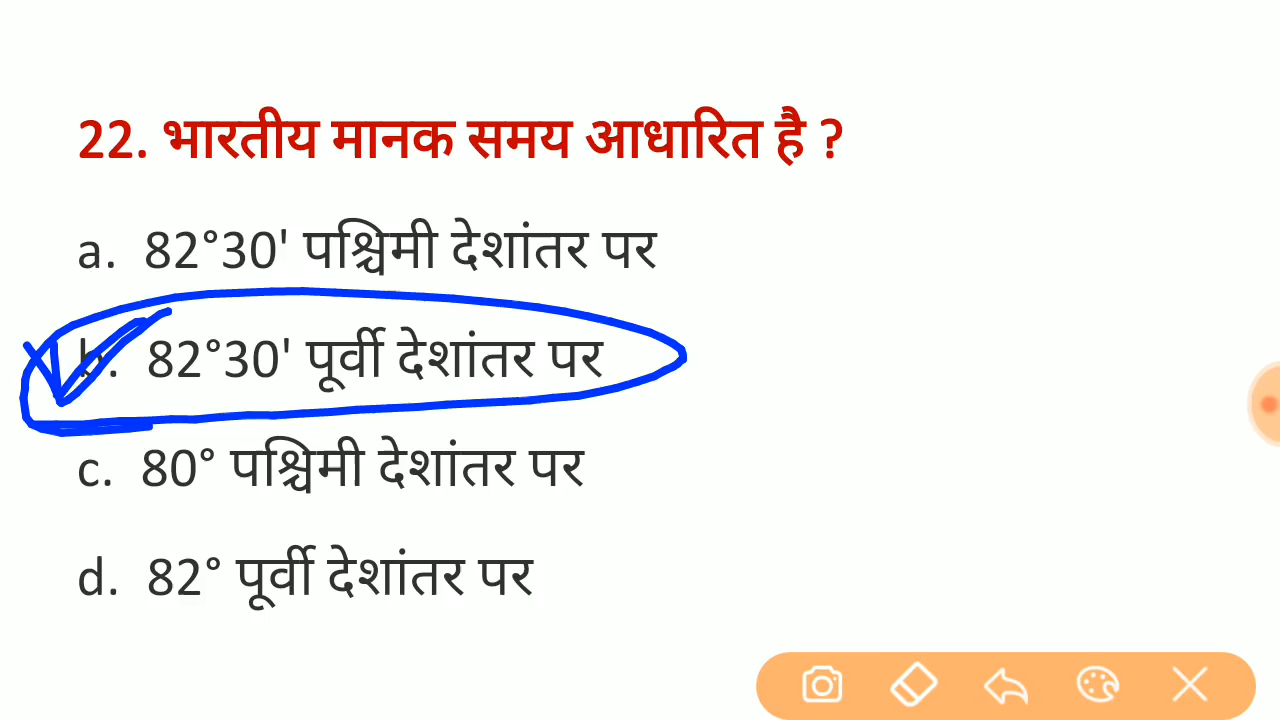 22. भारतीय मानक समय आधारित है ?
a. 82°30' पश्चिमी देशांतर पर
b. 82°30' पूर्वी देशांतर पर
c. 80° पश्चिमी देशांतर पर
d. 82° पूर्वी देशांतर पर